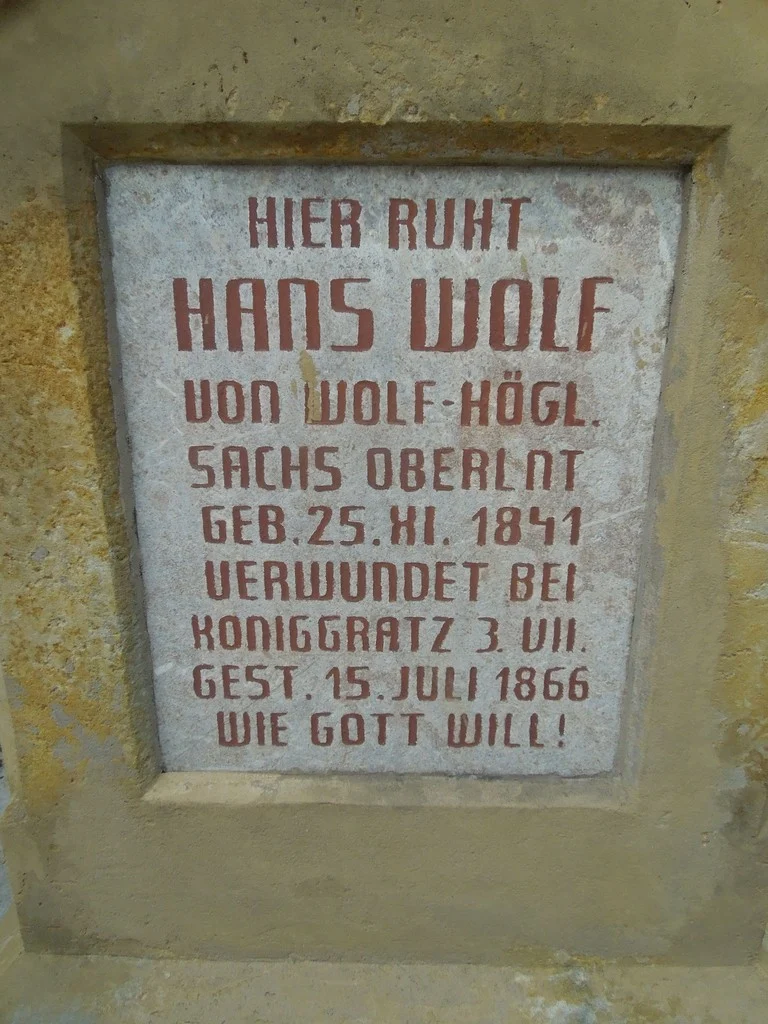 HIER RUHT
HANS WOLF
VON WOLF-HÖGL.
SACHS OBERLNT
GEB. 25. XI. 1841
VERWUNDET BEI
KÖNIGGRATZ 3. VII.
GEST. 15. JULI 1866
WIE GOTT WILL!